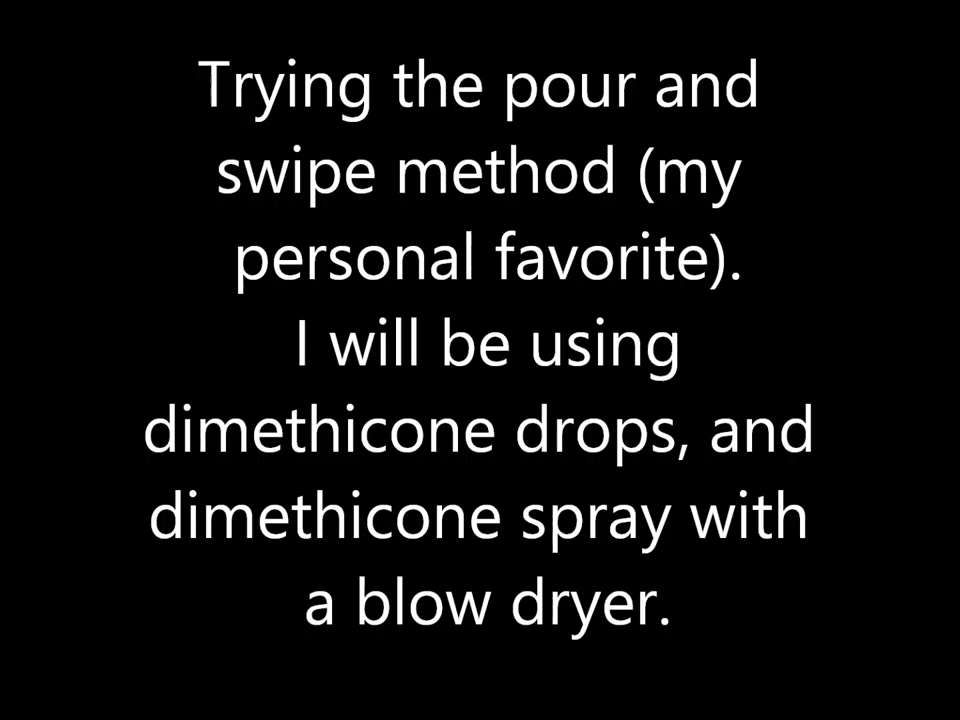 Trying the pour and
swipe method (my
personal favorite).
I will be using
dimethicone drops, and
dimethicone spray with
a blow dryer.